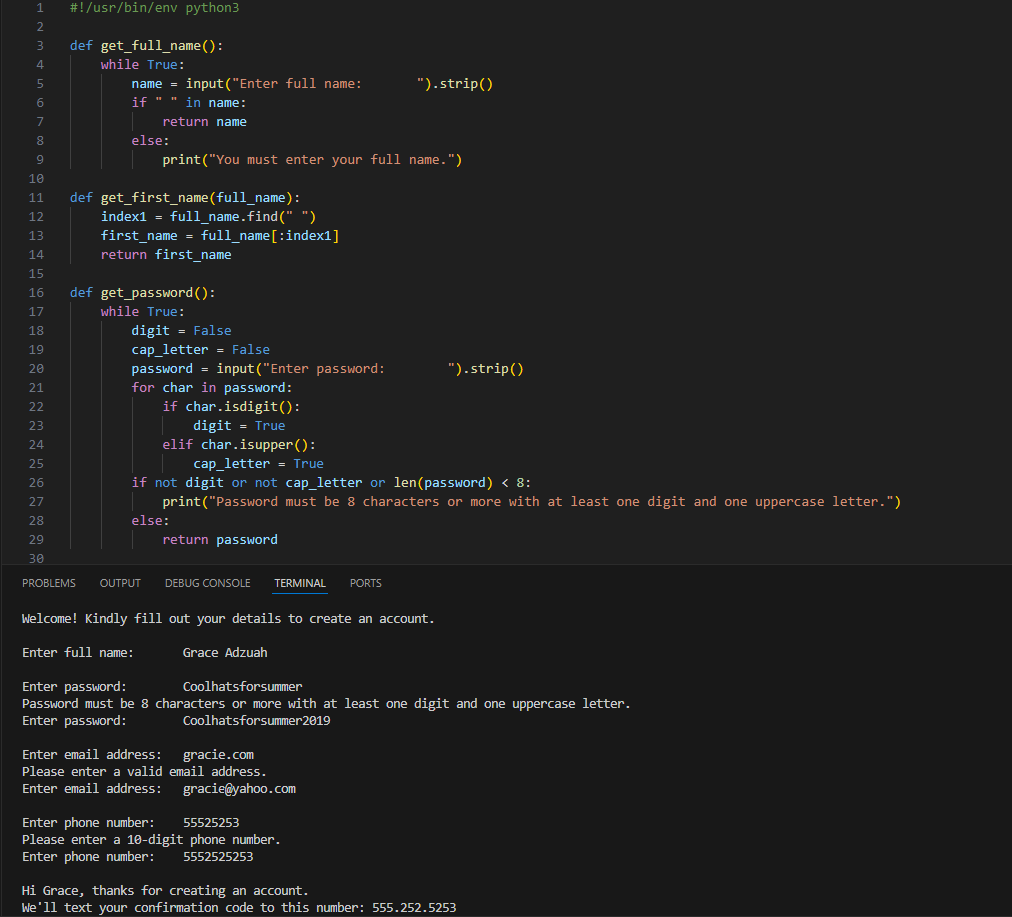 1 #!/usr/bin/env python3
2
3 def get_full_name():
4     while True:
5         name = input("Enter full name:       ").strip()
6         if " " in name:
7             return name
8         else:
9             print("You must enter your full name.")
10
11 def get_first_name(full_name):
12     index1 = full_name.find(" ")
13     first_name = full_name[:index1]
14     return first_name
15
16 def get_password():
17     while True:
18         digit = False
19         cap_letter = False
20         password = input("Enter password:        ").strip()
21         for char in password:
22             if char.isdigit():
23                 digit = True
24             elif char.isupper():
25                 cap_letter = True
26         if not digit or not cap_letter or len(password) < 8:
27             print("Password must be 8 characters or more with at least one digit and one uppercase letter.")
28         else:
29             return password
30
PROBLEMS OUTPUT DEBUG CONSOLE TERMINAL PORTS
Welcome! Kindly fill out your details to create an account.
Enter full name:       Grace Adzuah
Enter password:        Coolhatsforsummer
Password must be 8 characters or more with at least one digit and one uppercase letter.
Enter password:        Coolhatsforsummer2019
Enter email address:   gracie.com
Please enter a valid email address.
Enter email address:   gracie@yahoo.com
Enter phone number:    55525253
Please enter a 10-digit phone number.
Enter phone number:    5552525253
Hi Grace, thanks for creating an account.
We'll text your confirmation code to this number: 555.252.5253